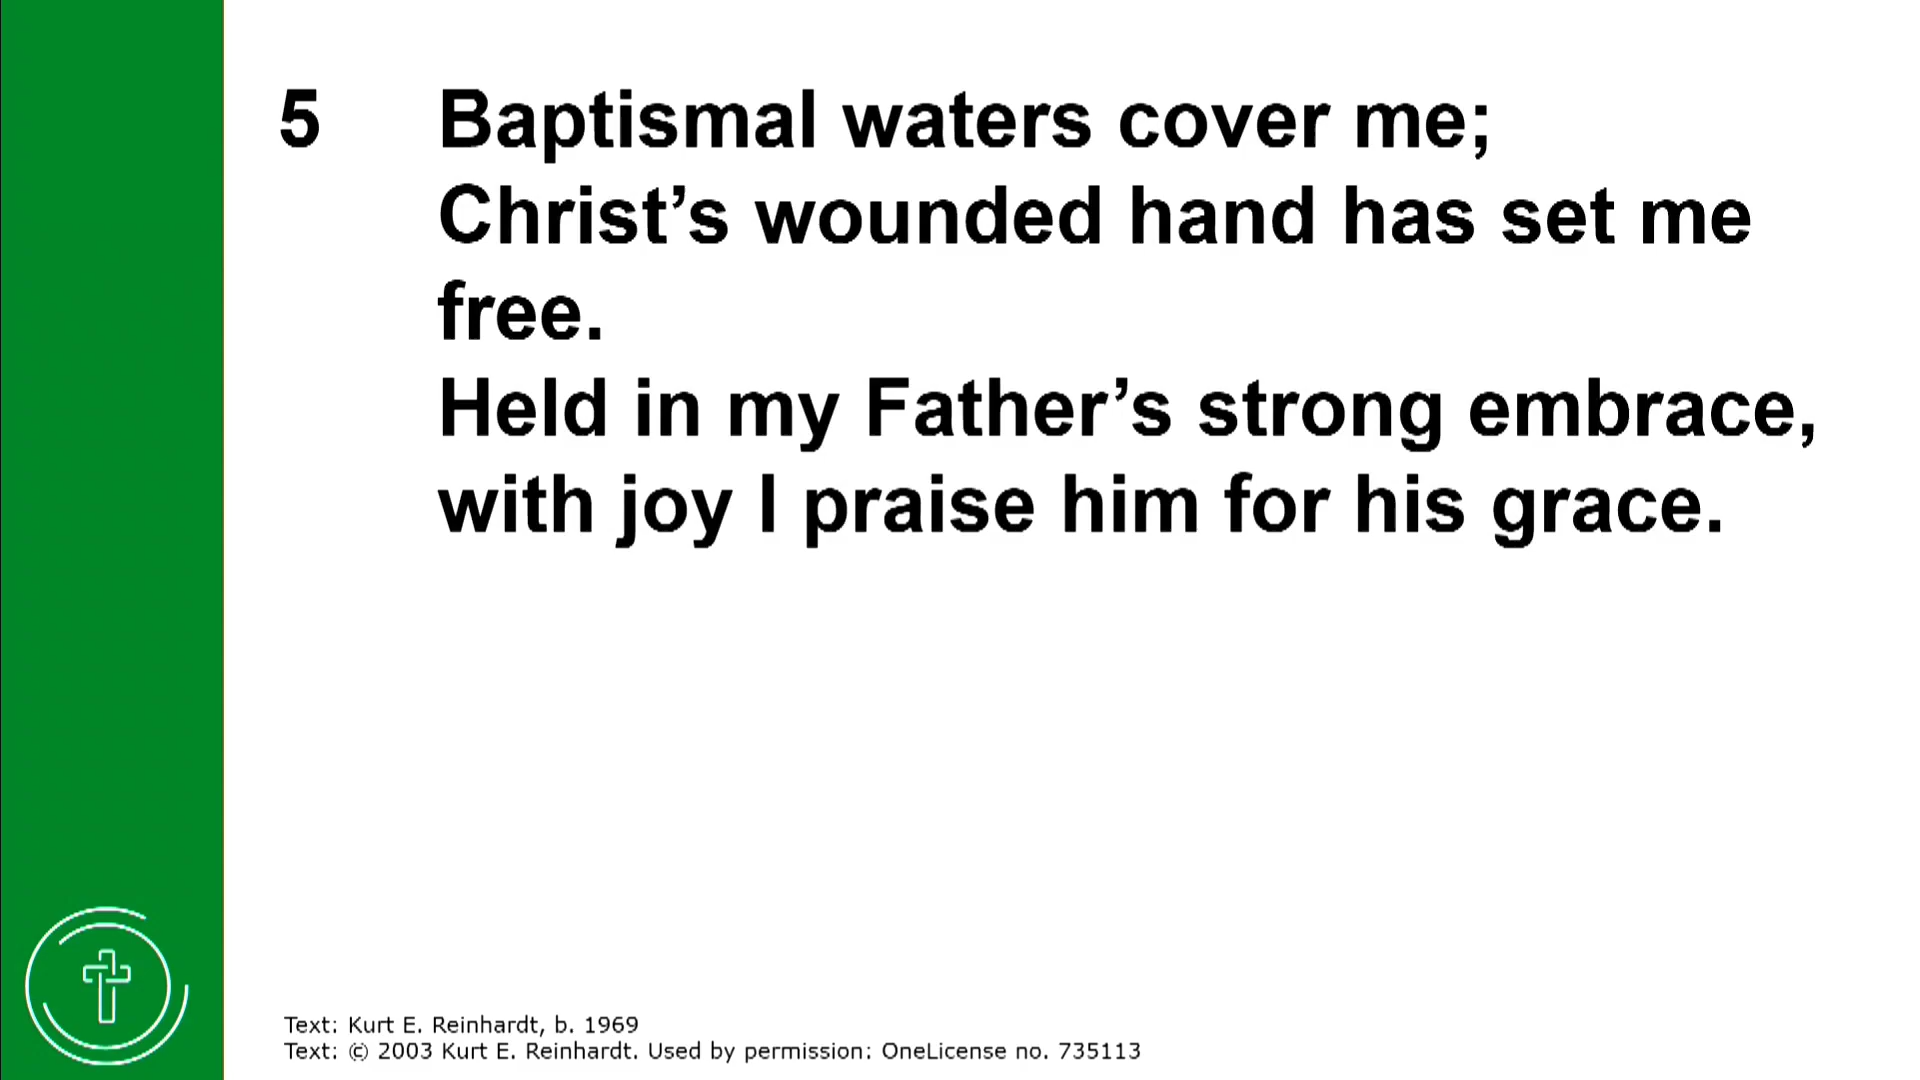 5 Baptismal waters cover me;
Christ’s wounded hand has set me
free.
Held in my Father’s strong embrace,
with joy I praise him for his grace.
Text: Kurt E. Reinhardt, b. 1969
Text: © 2003 Kurt E. Reinhardt. Used by permission: OneLicense no. 735113